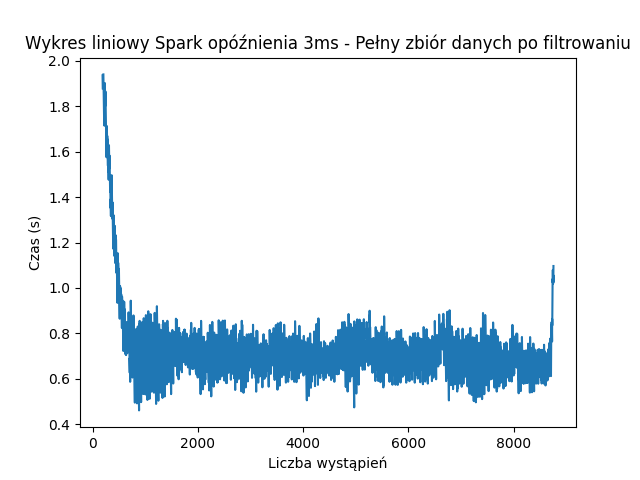 Wykres liniowy Spark opóźnienia 3ms - Pełny zbiór danych po filtrowaniu
2.0
1.8
1.6
1.4
1.2
1.0
0.8
0.6
0.4
Czas (s)
0 2000 4000 6000 8000
Liczba wystąpień